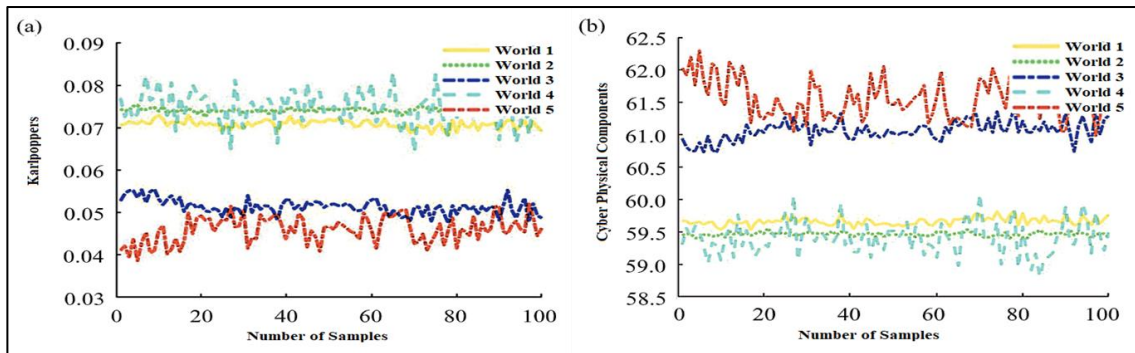 (a)
Karlpoppers
0.09
0.08
0.07
0.06
0.05
0.04
0.03
0
20
40
60
80
100
Number of Samples
World 1
World 2
World 3
World 4
World 5
(b)
Cyber Physical Components
62.5
62.0
61.5
61.0
60.0
59.5
59.0
58.5
0
20
40
60
80
100
Number of Samples
World 1
World 2
World 3
World 4
World 5